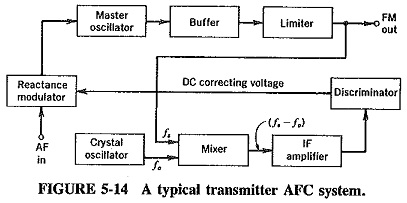 Master
oscillator
Buffer
Limiter
FM
out
Reactance
modulator
DC correcting voltage
Discriminator
AF
in
Crystal
oscillator
fs
fo
Mixer
(fs − fo)
IF
amplifier
FIGURE 5-14 A typical transmitter AFC system.